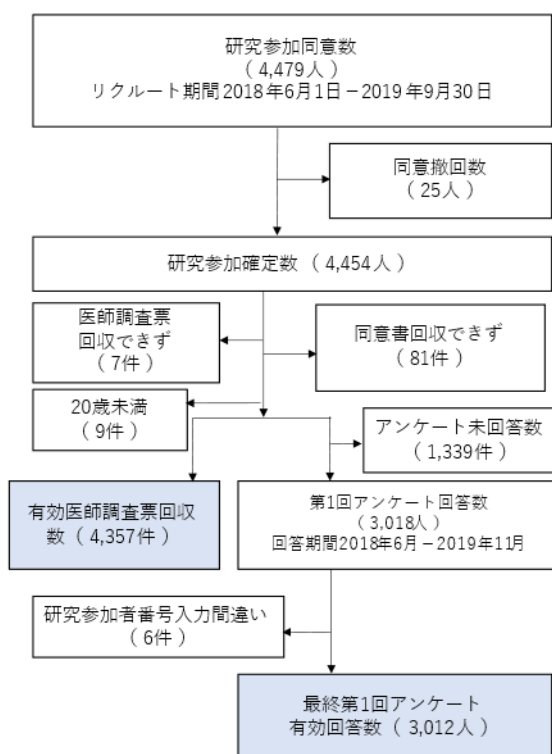 研究参加同意数
( 4,479人 )
リクルート期間2018年6月1日－2019年9月30日
同意撤回数
( 25人 )
研究参加確定数 ( 4,454人 )
医師調査票
回収できず
( 7件 )
同意書回収できず
( 81件 )
20歳未満
( 9件 )
アンケート未回答数
( 1,339件 )
有効医師調査票回収
数 ( 4,357件 )
第1回アンケート回答数
( 3,018人 )
回答期間2018年6月－2019年11月
研究参加者番号入力間違い
( 6件 )
最終第1回アンケート
有効回答数 ( 3,012人 )